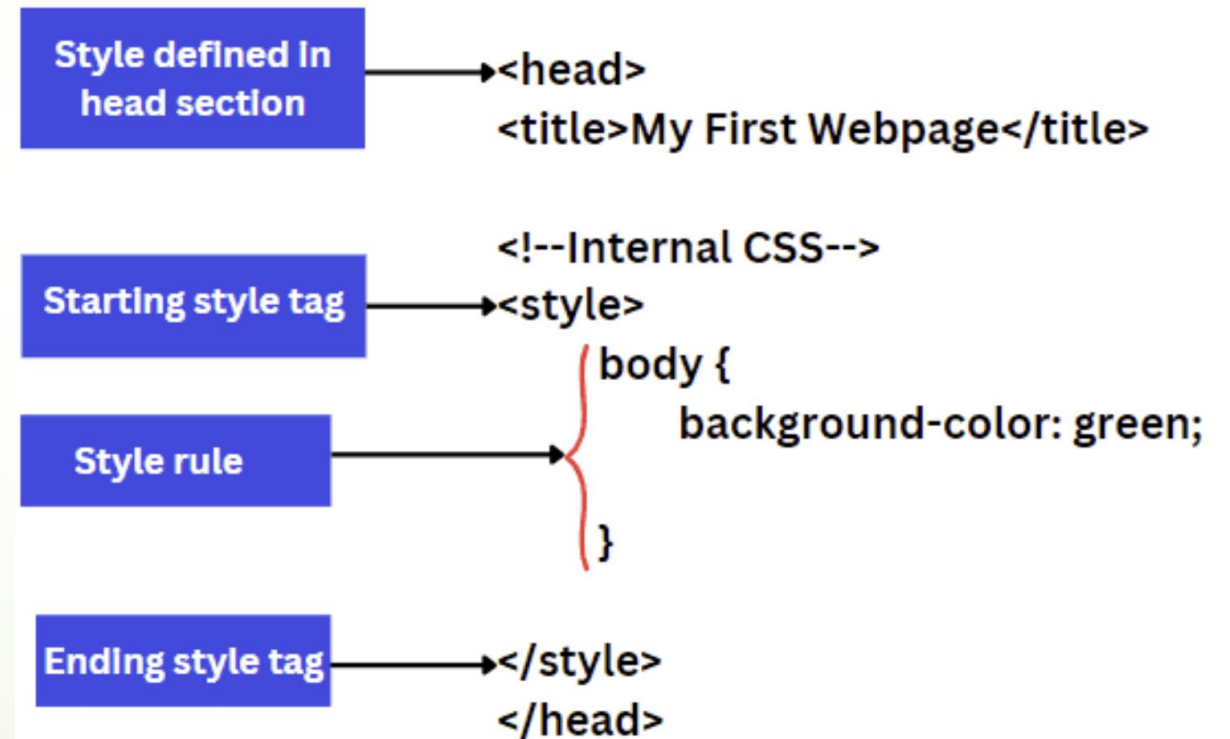 Style defined in
head section
<head>
<title>My First Webpage</title>
<!--Internal CSS-->
Starting style tag
<style>
body {
background-color: green;
Style rule
}
Ending style tag
</style>
</head>